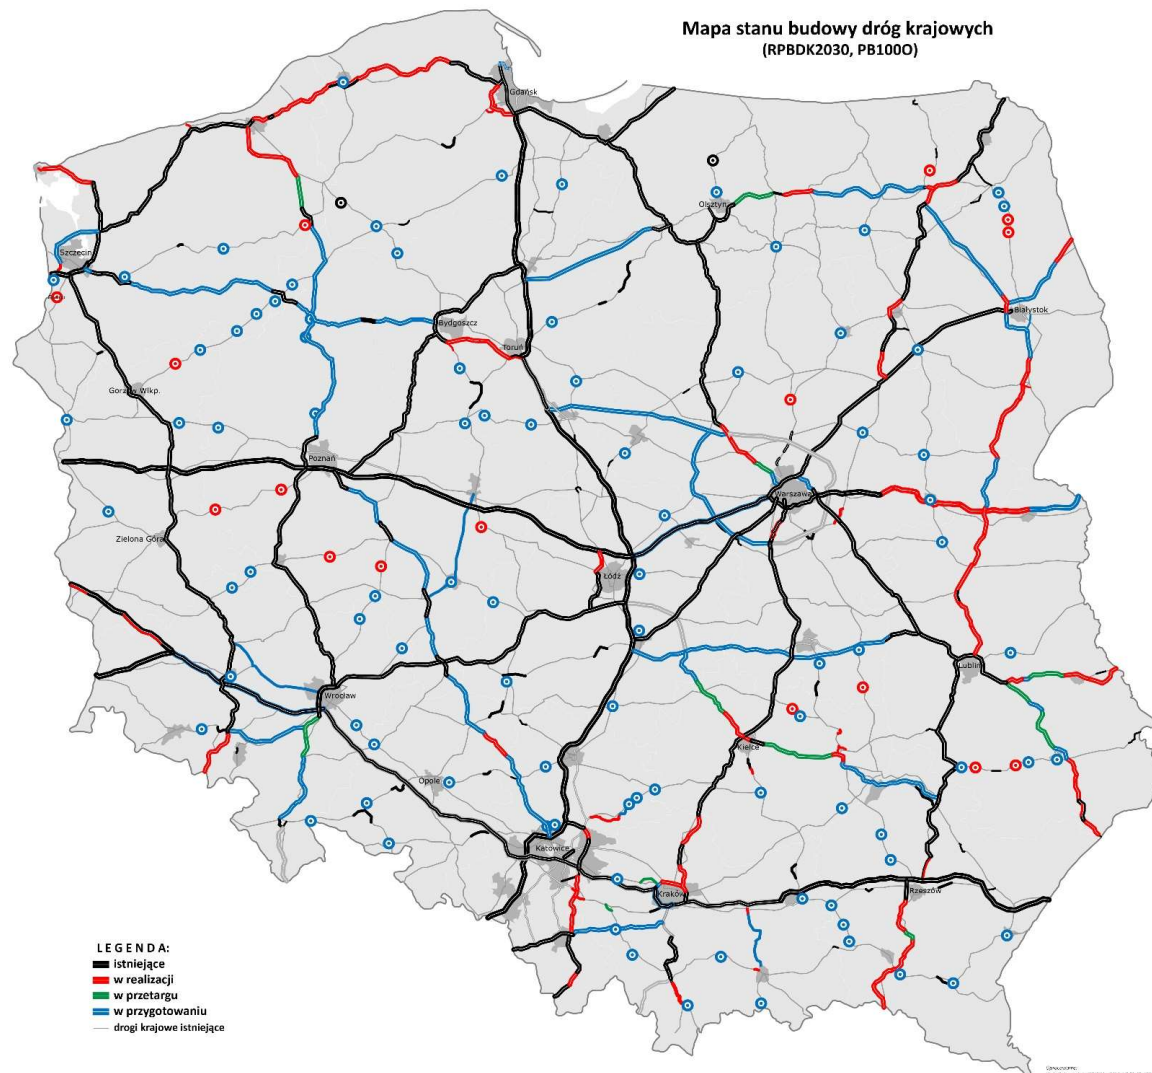 Mapa stanu budowy dróg krajowych
(RPBDK2030, PB100O)
Gdańsk
Olsztyn
Szczecin
Białystok
Bydgoszcz
Toruń
Gorzów Wlkp.
Poznań
Warszawa
Zielona Góra
Łódź
Lublin
Wrocław
Kielce
Opole
Katowice
Kraków
Rzeszów
LEGENDA:
istniejące
w realizacji
w przetargu
w przygotowaniu
drogi krajowe istniejące